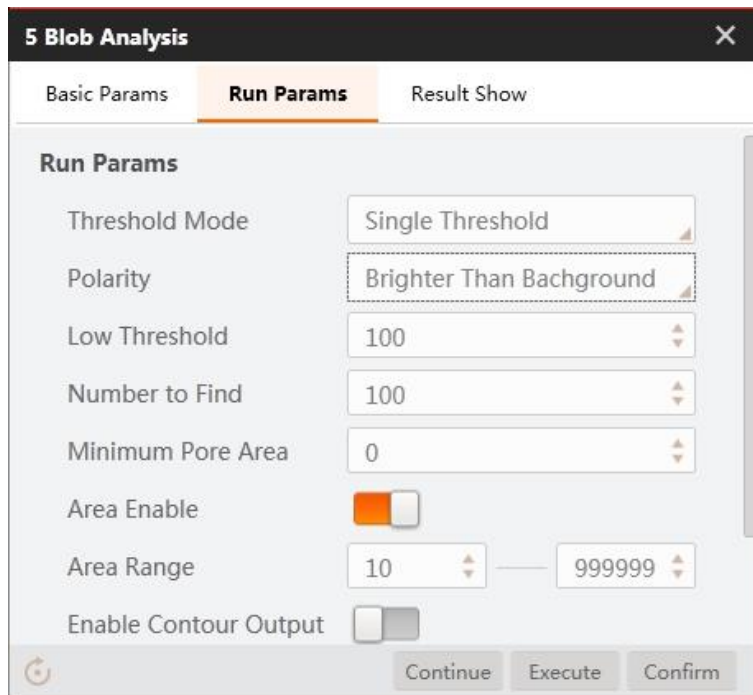 5 Blob Analysis
Basic Params Run Params Result Show
Run Params
Threshold Mode Single Threshold
Polarity Brighter Than Bachground
Low Threshold 100
Number to Find 100
Minimum Pore Area 0
Area Enable
Area Range 10 999999
Enable Contour Output
Continue Execute Confirm